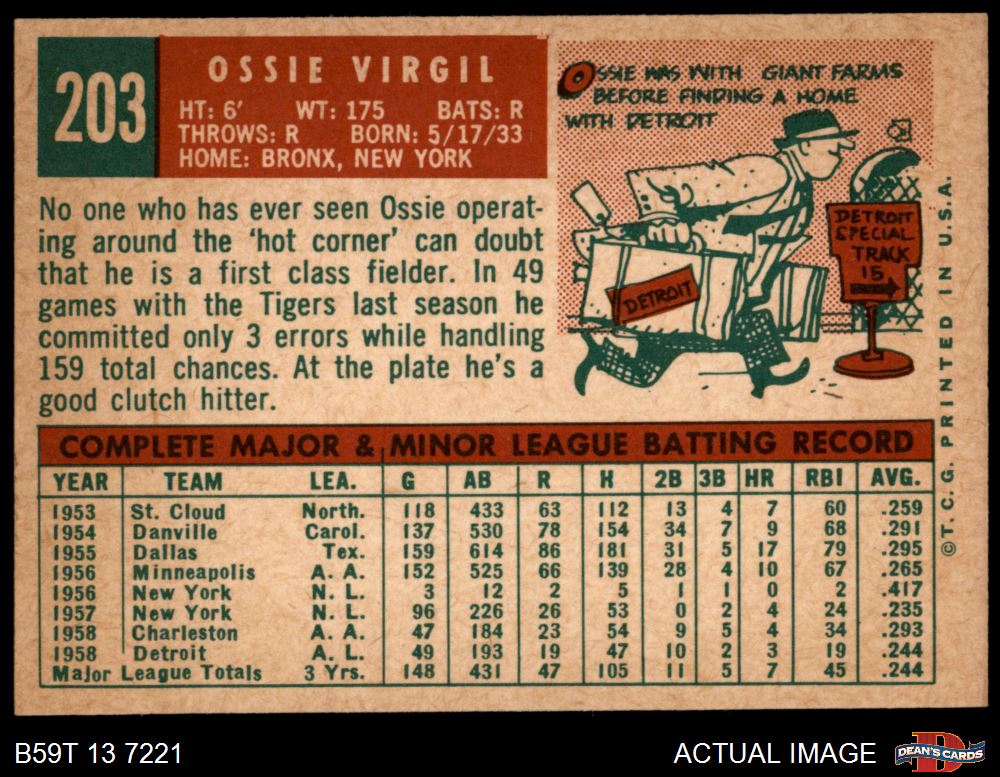 203
OSSIE VIRGIL
HT: 6' WT: 175 BATS: R
THROWS: R BORN: 5/17/33
HOME: BRONX, NEW YORK
OSSIE WAS WITH GIANT FARMS
BEFORE FINDING A HOME
WITH DETROIT
DETROIT
SPECIAL
TRACK
15
DETROIT
No one who has ever seen Ossie operat-
ing around the 'hot corner' can doubt
that he is a first class fielder. In 49
games with the Tigers last season he
committed only 3 errors while handling
159 total chances. At the plate he's a
good clutch hitter.
©T. C. G. PRINTED IN U.S.A.
COMPLETE MAJOR & MINOR LEAGUE BATTING RECORD
YEAR TEAM LEA. G AB R H 2B 3B HR RBI AVG.
1953 St. Cloud North. 118 433 63 112 13 4 7 60 .259
1954 Danville Carol. 137 530 78 154 34 7 9 68 .291
1955 Dallas Tex. 159 614 86 181 31 5 17 79 .295
1956 Minneapolis A. A. 152 525 66 139 28 4 10 67 .265
1956 New York N. L. 3 12 2 5 1 1 0 2 .417
1957 New York N. L. 96 226 26 53 0 2 4 24 .235
1958 Charleston A. A. 47 184 23 54 9 5 4 34 .293
1958 Detroit A. L. 49 193 19 47 10 2 3 19 .244
Major League Totals 3 Yrs. 148 431 47 105 11 5 7 45 .244
B59T 13 7221
ACTUAL IMAGE
DEAN'S CARDS